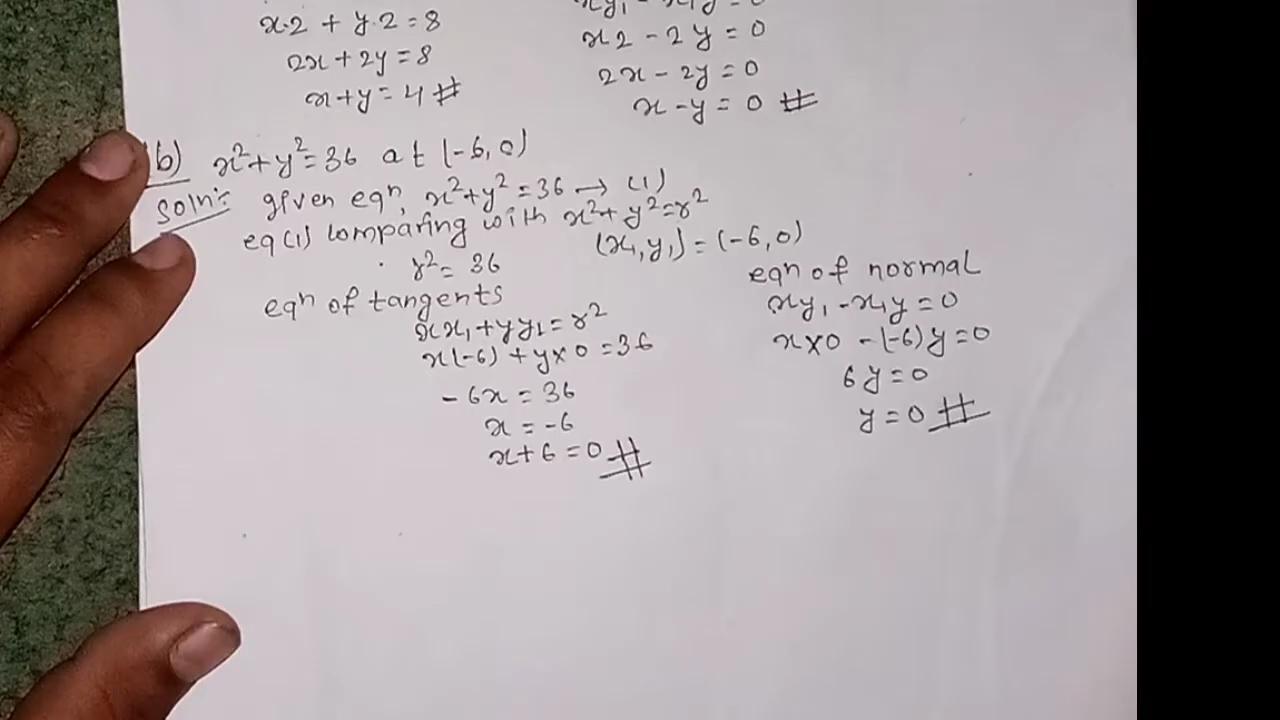 x.2 + y.2 = 8
2x + 2y = 8
x + y = 4 #
x2 - 2y = 0
2x - 2y = 0
x - y = 0 #
b) x² + y² = 36 at (-6, 0)
Soln:- given eqⁿ, x² + y² = 36 → (1)
eq (1) comparing with x² + y² = r²
r² = 36
(x₁, y₁) = (-6, 0)
eqⁿ of tangents
xx₁ + yy₁ = r²
x(-6) + y×0 = 36
-6x = 36
x = -6
x + 6 = 0 #
eqⁿ of normal
xy₁ - x₁y = 0
x×0 - (-6)y = 0
6y = 0
y = 0 #